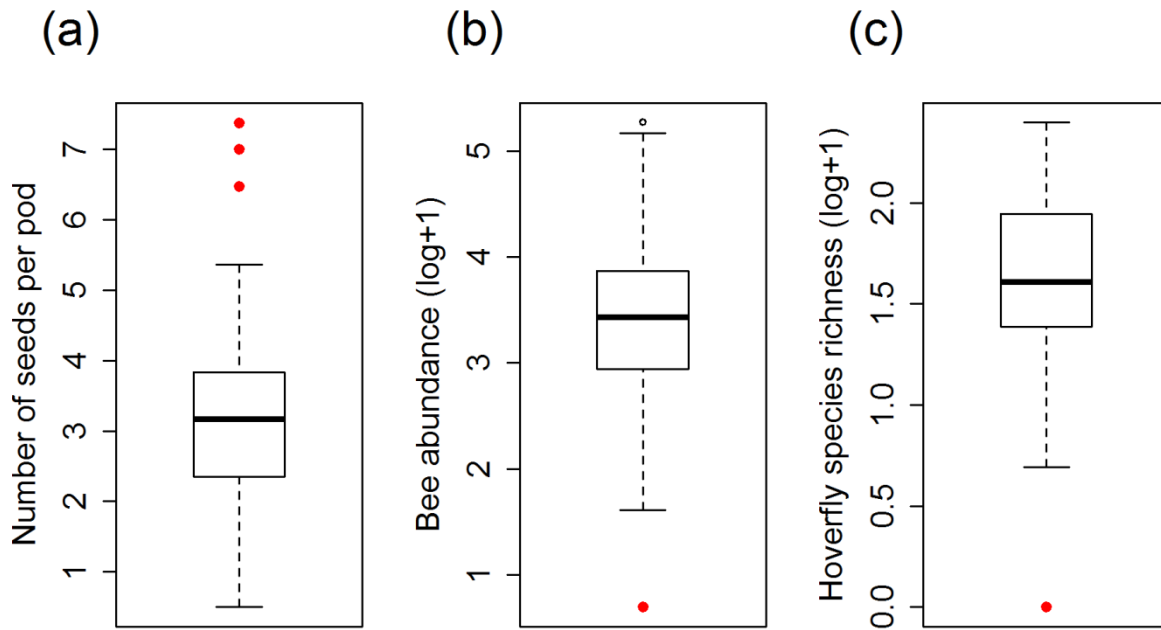 (a)
Number of seeds per pod
7
6
5
4
3
2
1
(b)
Bee abundance (log+1)
5
4
3
2
1
(c)
Hoverfly species richness (log+1)
2.0
1.5
1.0
0.5
0.0